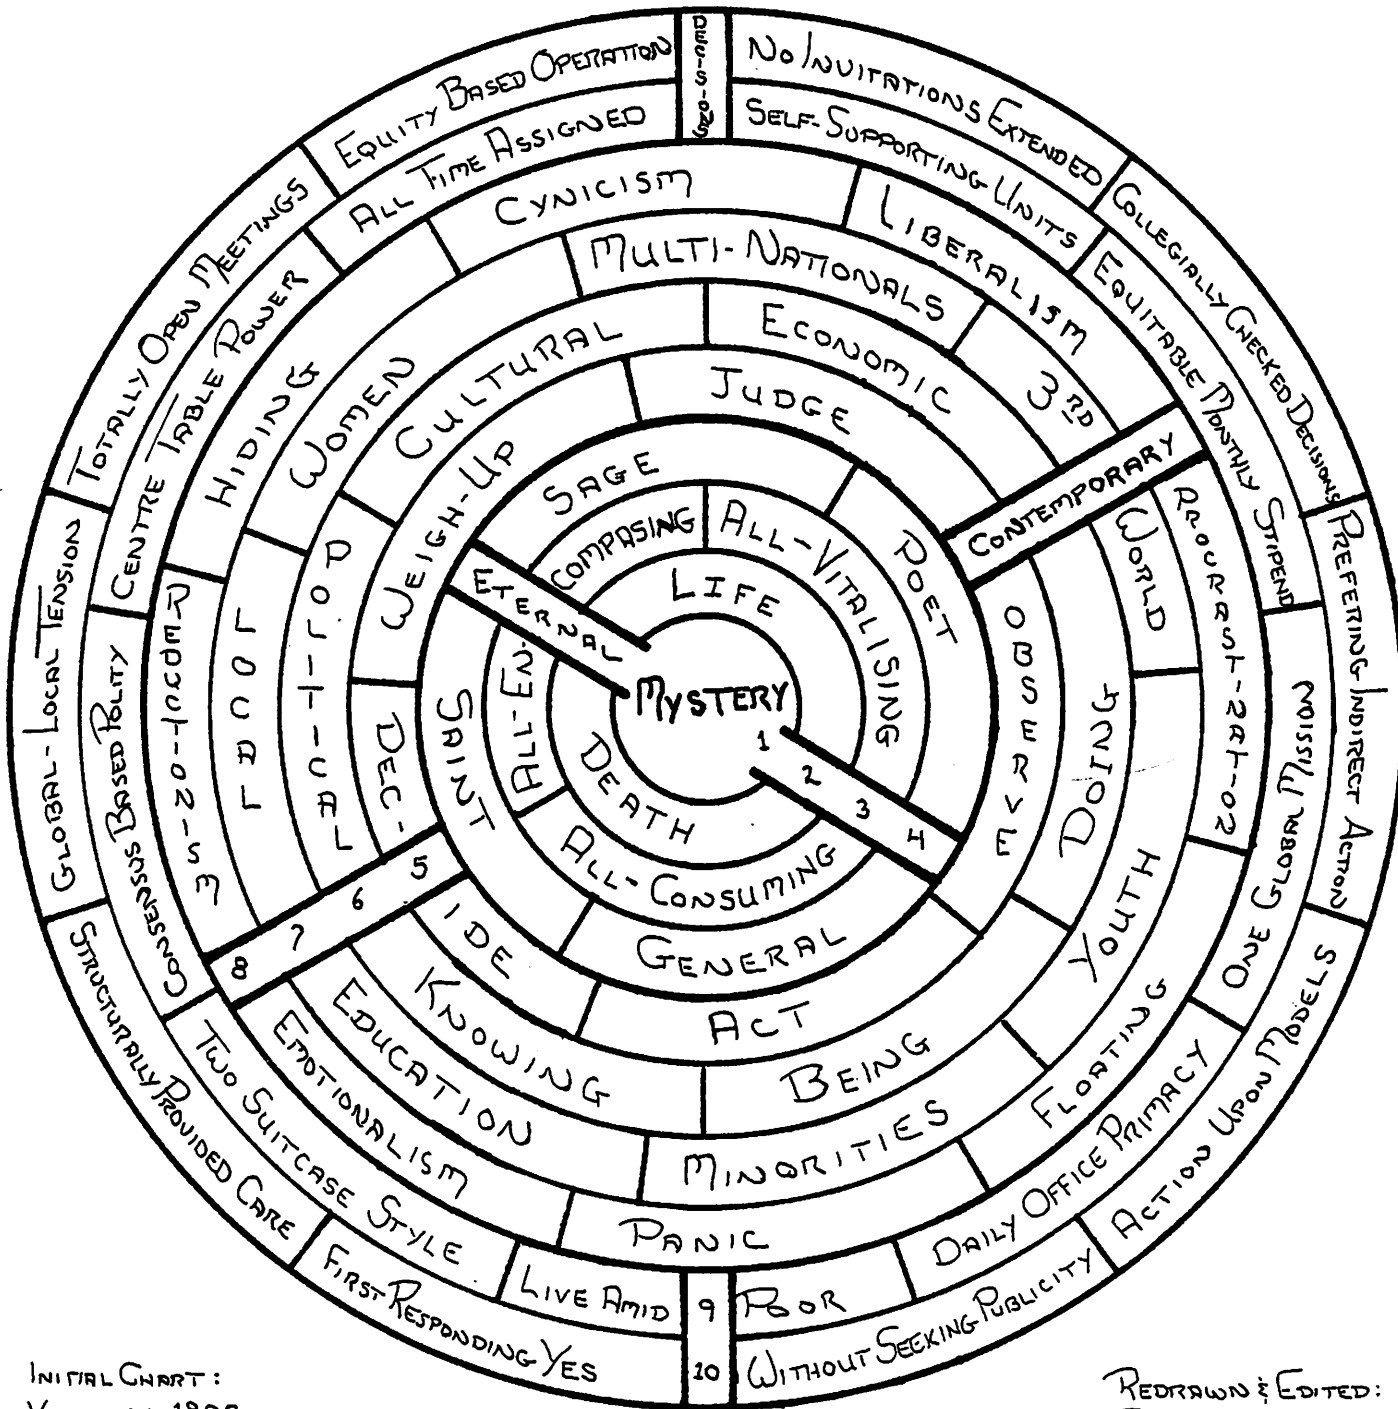 DECISIONS
NO INVITATIONS EXTENDED
COLLEGIALLY CHECKED DECISIONS
PREFERING INDIRECT ACTION
ACTION UPON MODELS
WITHOUT SEEKING PUBLICITY
10
FIRST RESPONDING YES
STRUCTURALLY PROVIDED CARE
GLOBAL-LOCAL TENSION
TOTALLY OPEN MEETINGS
EQUITY BASED OPERATION
SELF-SUPPORTING UNITS
EQUITABLE MONTHLY STIPEND
ONE GLOBAL MISSION
DAILY OFFICE PRIMACY
POOR
9
LIVE AMID
TWO SUITCASE STYLE
CONSENSUS BASED POLITY
CENTRE TABLE POWER
ALL TIME ASSIGNED
CYNICISM
LIBERALISM
CONTEMPORARY
FLOATING
PANIC
EMOTIONALISM
8
HIDING
MULTI-NATIONALS
3RD
WORLD
YOUTH
MINORITIES
EDUCATION
7
LOCAL
WOMEN
CULTURAL
ECONOMIC
DOING
BEING
KNOWING
6
POLITICAL
JUDGE
OBSERVE
ACT
IDE
5
DEC-
WEIGH-UP
SAGE
POET
4
GENERAL
SAINT
ETERNAL
ALL-VITALISING
3
ALL-CONSUMING
ALL-EN
COMPASING
LIFE
2
DEATH
MYSTERY
1
INITIAL CHART:
REDRAWN & EDITED: